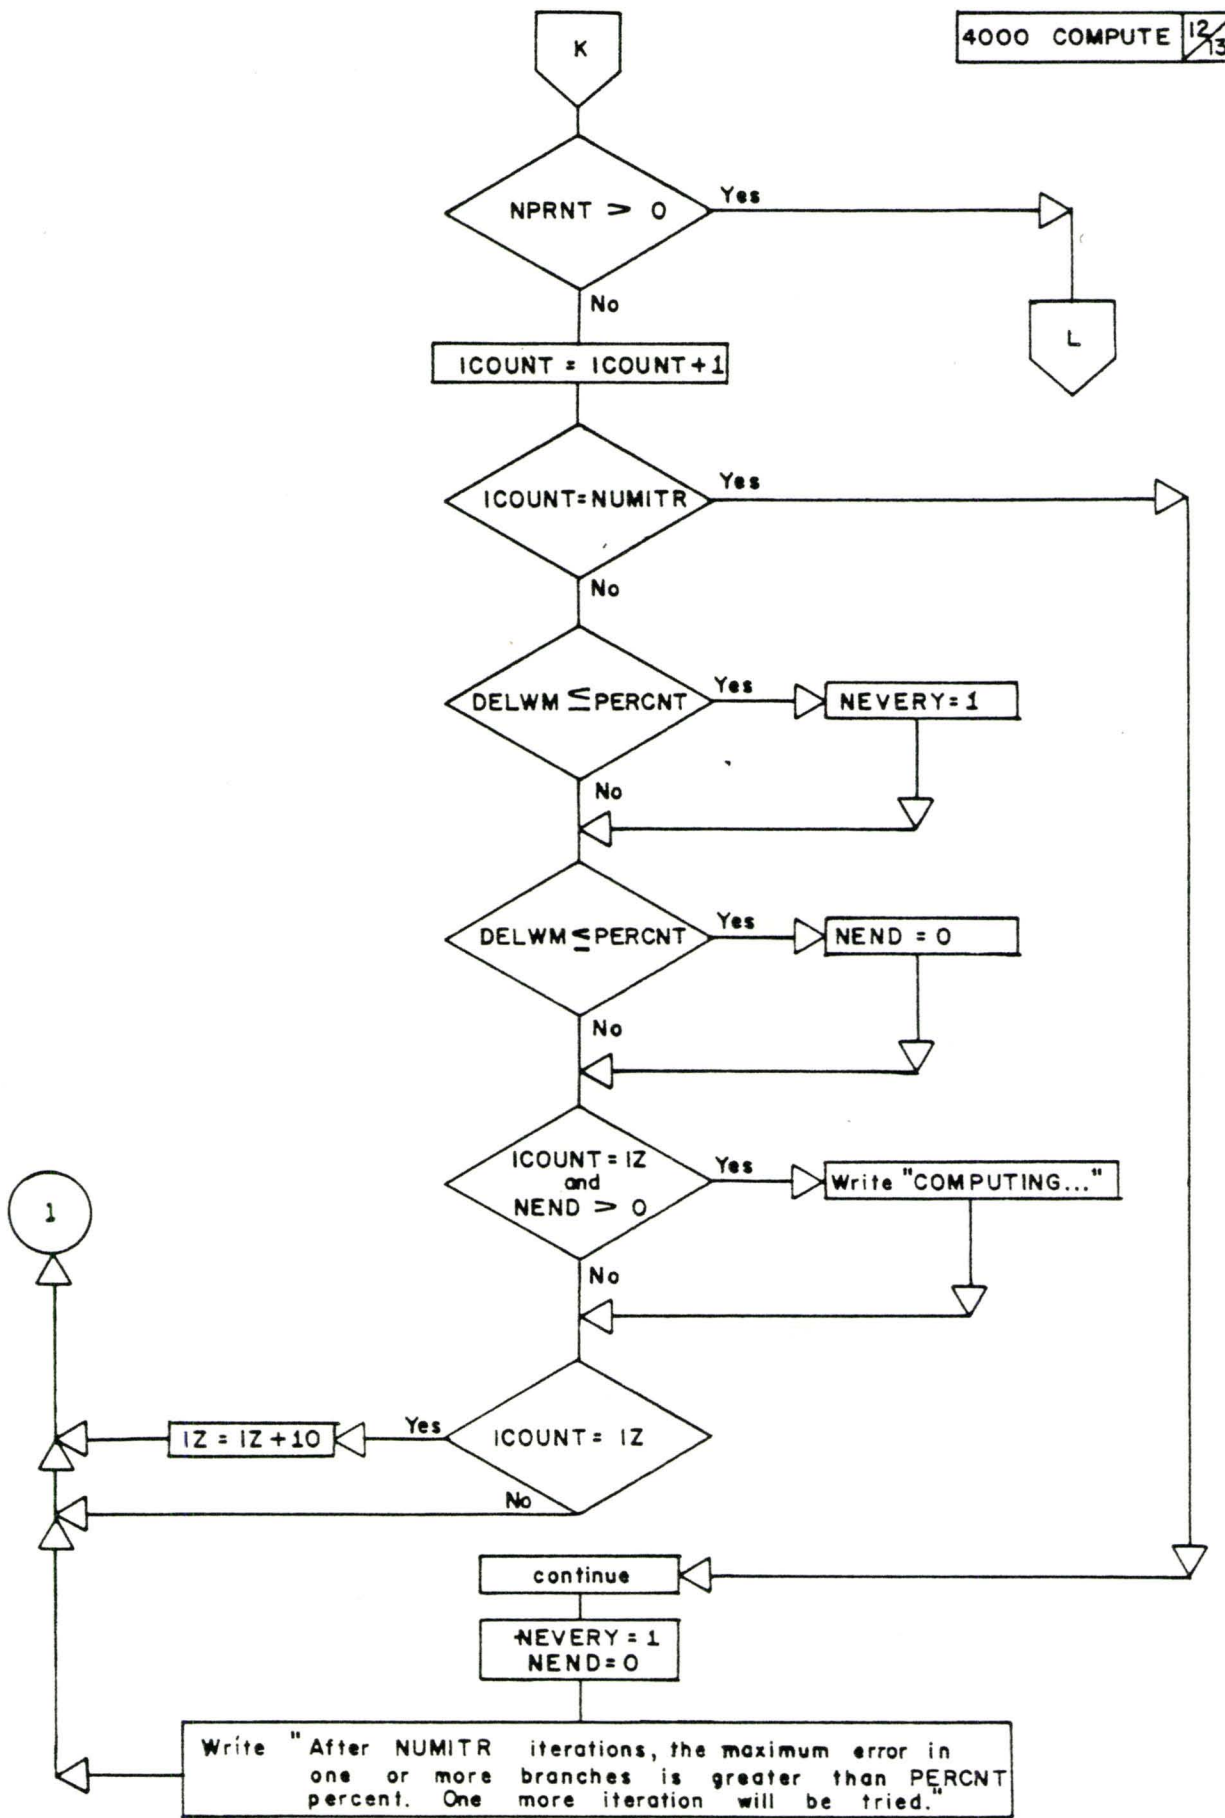 K
4000 COMPUTE 12/13
NPRNT > 0
Yes
No
L
ICOUNT = ICOUNT+1
ICOUNT=NUMITR
Yes
No
DELWM ≤ PERCNT
Yes
NEVERY=1
No
DELWM ≤ PERCNT
Yes
NEND = 0
No
ICOUNT = IZ
and
NEND > 0
Yes
Write "COMPUTING..."
1
No
ICOUNT = IZ
Yes
IZ = IZ+10
No
continue
NEVERY = 1
NEND=0
Write "After NUMITR iterations, the maximum error in
one or more branches is greater than PERCNT
percent. One more iteration will be tried."